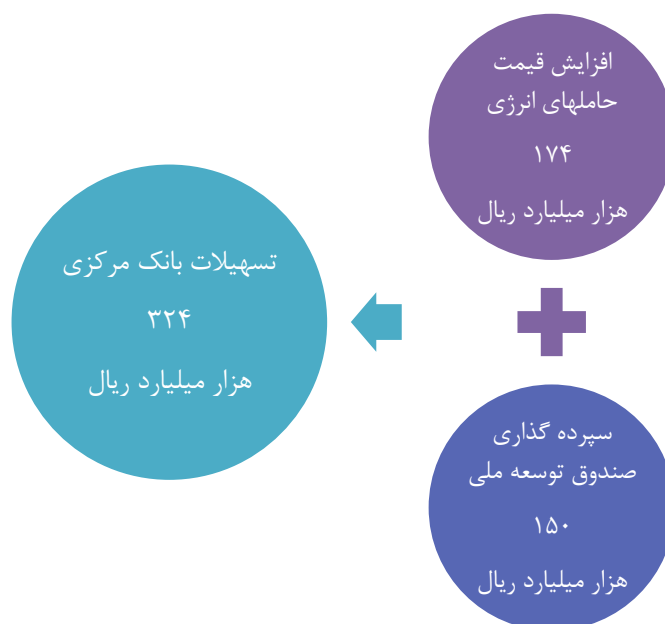 افزایش قیمت
حاملهای انرژی
۱۷۴
هزار میلیارد ریال
تسهیلات بانک مرکزی
۳۲۴
هزار میلیارد ریال
سپرده گذاری
صندوق توسعه ملی
۱۵۰
هزار میلیارد ریال